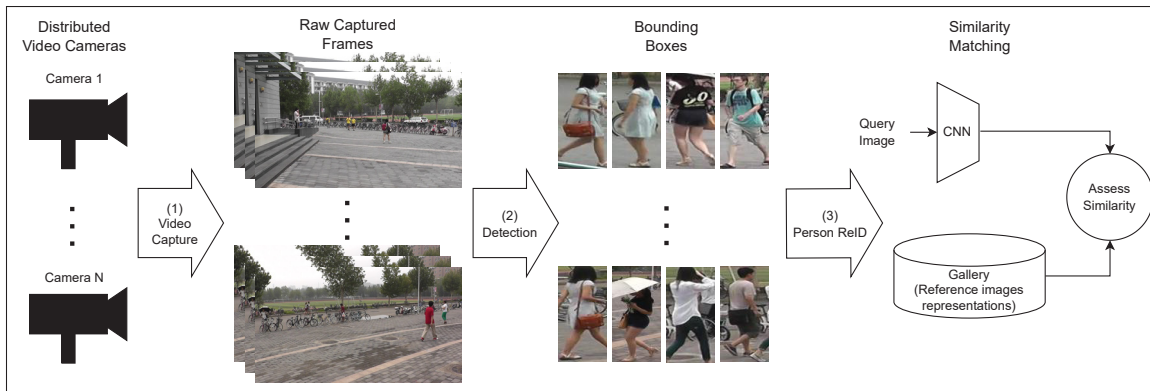 Distributed
Video Cameras
Raw Captured
Frames
Bounding
Boxes
Similarity
Matching
Camera 1
Camera N
(1)
Video
Capture
(2)
Detection
(3)
Person ReID
Query
Image
CNN
Assess
Similarity
Gallery
(Reference images
representations)